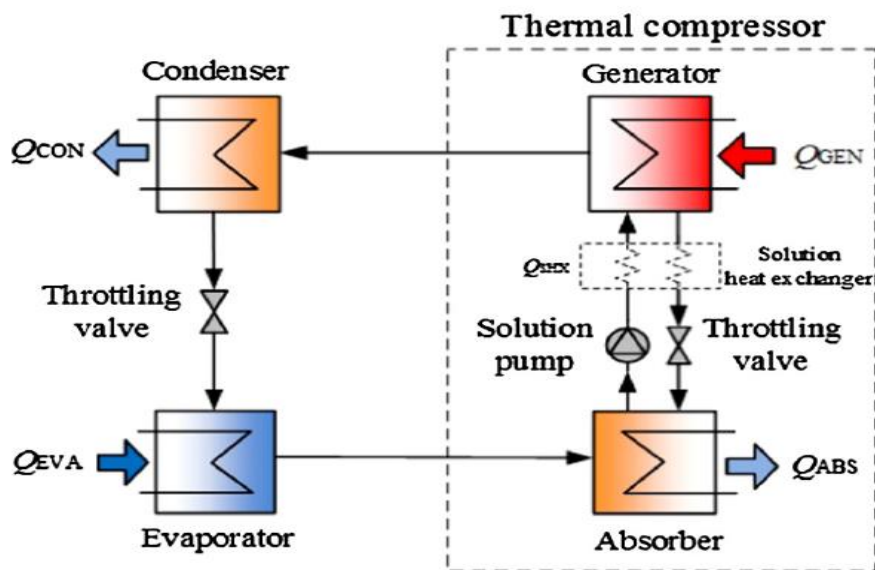 Thermal compressor
Condenser
Generator
QCON
QGEN
QSHX
Solution
heat exchanger
Throttling
valve
Solution
pump
Throttling
valve
QEVA
QABS
Evaporator
Absorber